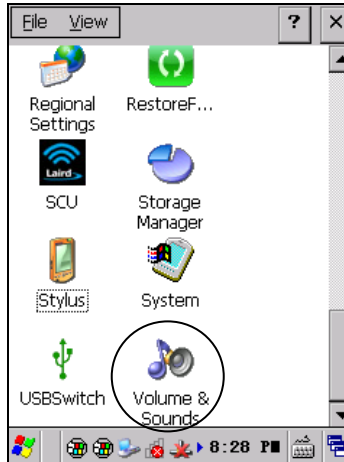 File View ? ×
Regional Settings
RestoreF...
Laird
SCU
Storage Manager
Stylus
System
USBSwitch
Volume & Sounds
8:28 PM